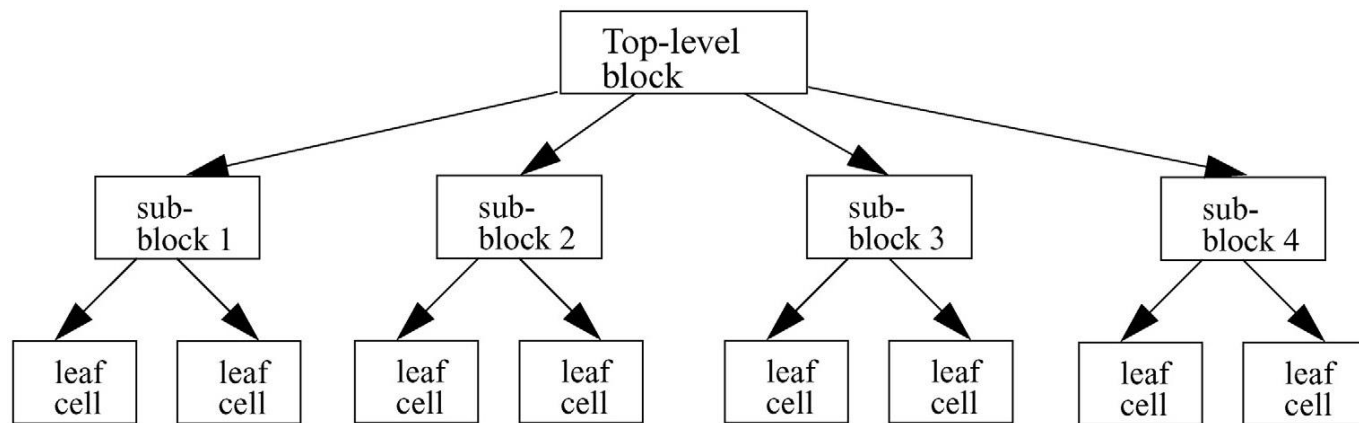 Top-level
block
sub-
block 1
sub-
block 2
sub-
block 3
sub-
block 4
leaf
cell
leaf
cell
leaf
cell
leaf
cell
leaf
cell
leaf
cell
leaf
cell
leaf
cell